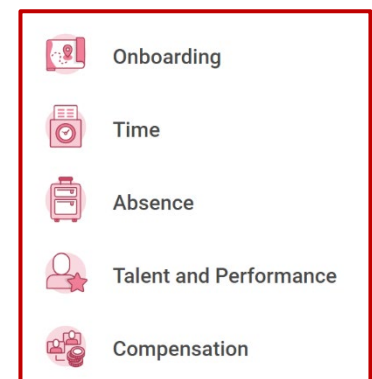 Onboarding
Time
Absence
Talent and Performance
Compensation